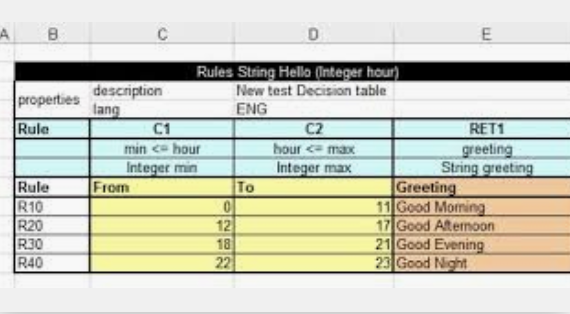 A B C D E
Rules String Hello (Integer hour)
properties description New test Decision table
lang ENG
Rule C1 C2 RET1
min <= hour hour <= max greeting
Integer min Integer max String greeting
Rule From To Greeting
R10 0 11 Good Morning
R20 12 17 Good Afternoon
R30 18 21 Good Evening
R40 22 23 Good Night